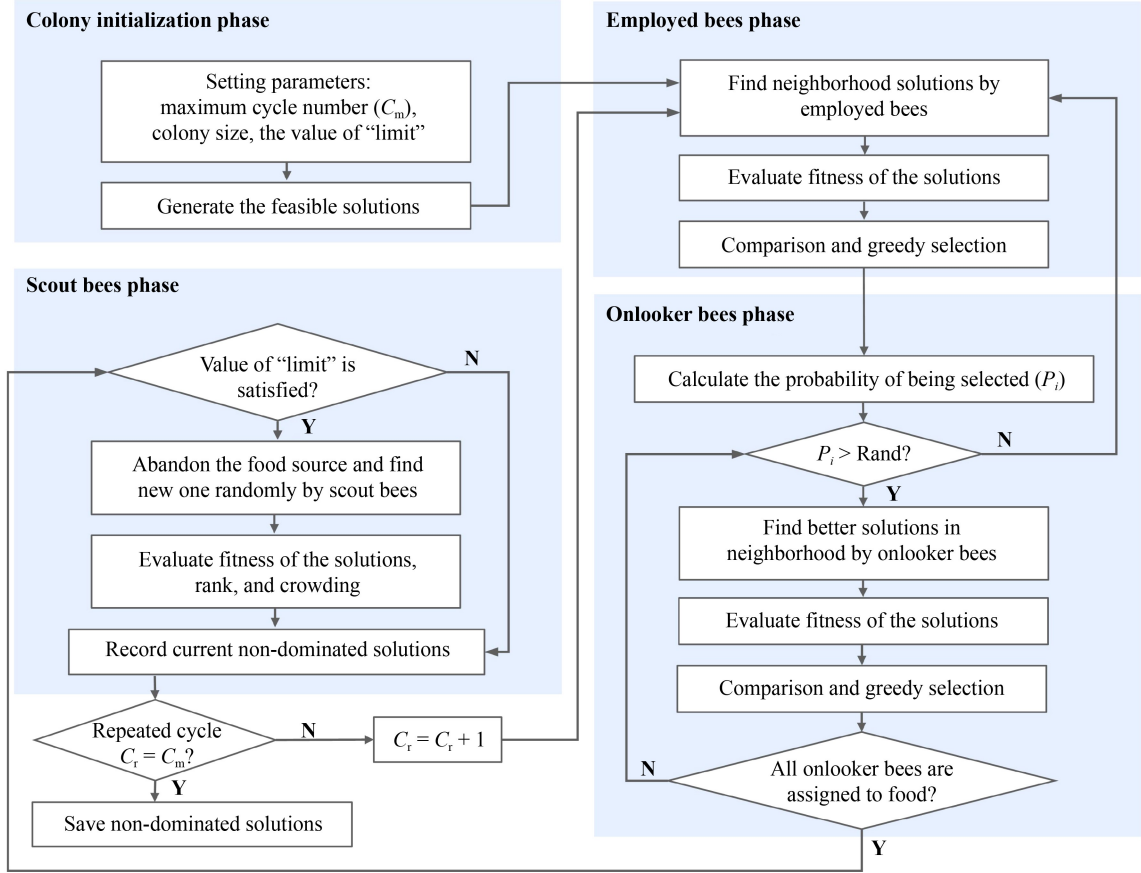 Colony initialization phase
Setting parameters:
maximum cycle number (Cm),
colony size, the value of “limit”
Generate the feasible solutions
Employed bees phase
Find neighborhood solutions by
employed bees
Evaluate fitness of the solutions
Comparison and greedy selection
Scout bees phase
Value of “limit” is
satisfied?
N
Y
Abandon the food source and find
new one randomly by scout bees
Evaluate fitness of the solutions,
rank, and crowding
Record current non-dominated solutions
Repeated cycle
Cr = Cm?
N
Cr = Cr + 1
Y
Save non-dominated solutions
Onlooker bees phase
Calculate the probability of being selected (Pi)
Pi > Rand?
N
Y
Find better solutions in
neighborhood by onlooker bees
Evaluate fitness of the solutions
Comparison and greedy selection
All onlooker bees are
assigned to food?
N
Y